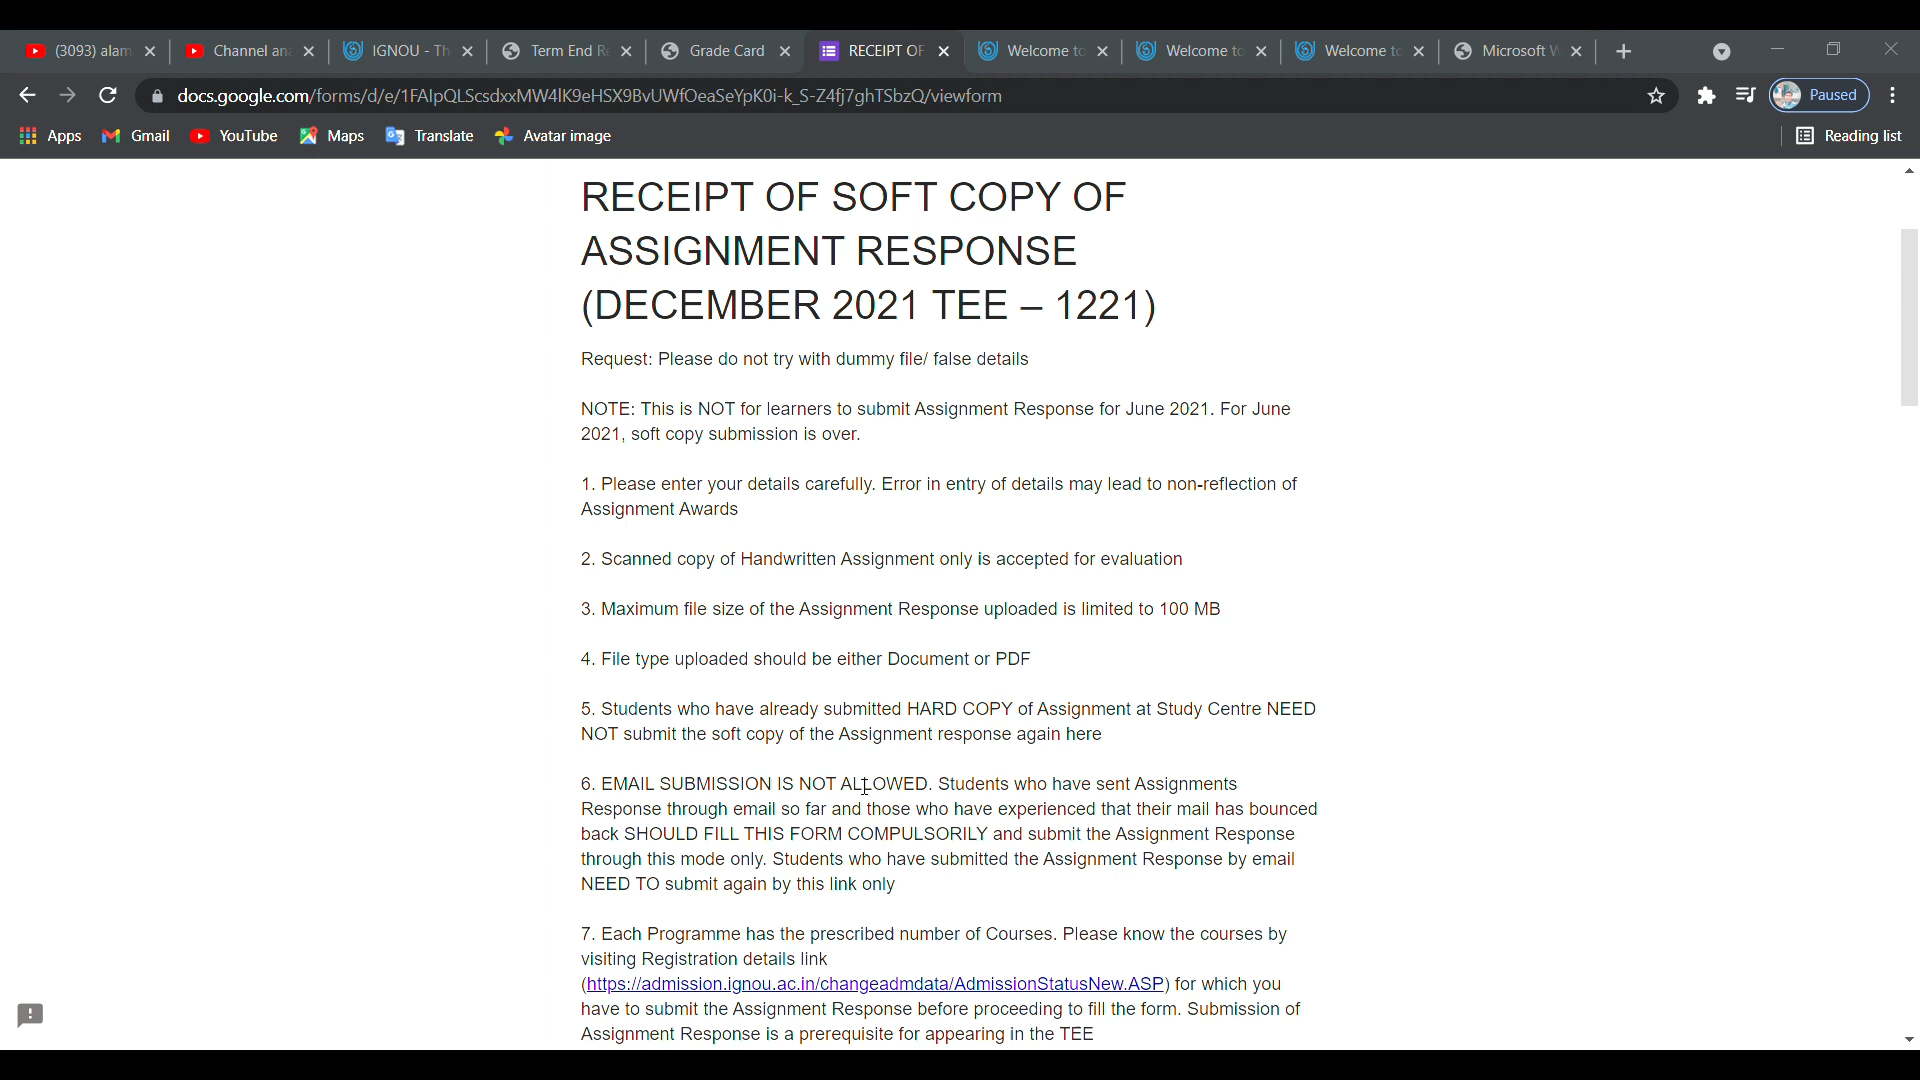 (3093) alam
Channel an
IGNOU - Th
Term End R
Grade Card
RECEIPT OF
Welcome to
Welcome to
Welcome to
Microsoft W
docs.google.com/forms/d/e/1FAIpQLScsdxxMW4lK9eHSX9BvUWfOeaSeYpK0i-k_S-Z4fj7ghTSbzQ/viewform
Paused
Apps
Gmail
YouTube
Maps
Translate
Avatar image
Reading list
RECEIPT OF SOFT COPY OF
ASSIGNMENT RESPONSE
(DECEMBER 2021 TEE – 1221)
Request: Please do not try with dummy file/ false details
NOTE: This is NOT for learners to submit Assignment Response for June 2021. For June
2021, soft copy submission is over.
1. Please enter your details carefully. Error in entry of details may lead to non-reflection of
Assignment Awards
2. Scanned copy of Handwritten Assignment only is accepted for evaluation
3. Maximum file size of the Assignment Response uploaded is limited to 100 MB
4. File type uploaded should be either Document or PDF
5. Students who have already submitted HARD COPY of Assignment at Study Centre NEED
NOT submit the soft copy of the Assignment response again here
6. EMAIL SUBMISSION IS NOT ALLOWED. Students who have sent Assignments
Response through email so far and those who have experienced that their mail has bounced
back SHOULD FILL THIS FORM COMPULSORILY and submit the Assignment Response
through this mode only. Students who have submitted the Assignment Response by email
NEED TO submit again by this link only
7. Each Programme has the prescribed number of Courses. Please know the courses by
visiting Registration details link
(https://admission.ignou.ac.in/changeadmdata/AdmissionStatusNew.ASP) for which you
have to submit the Assignment Response before proceeding to fill the form. Submission of
Assignment Response is a prerequisite for appearing in the TEE